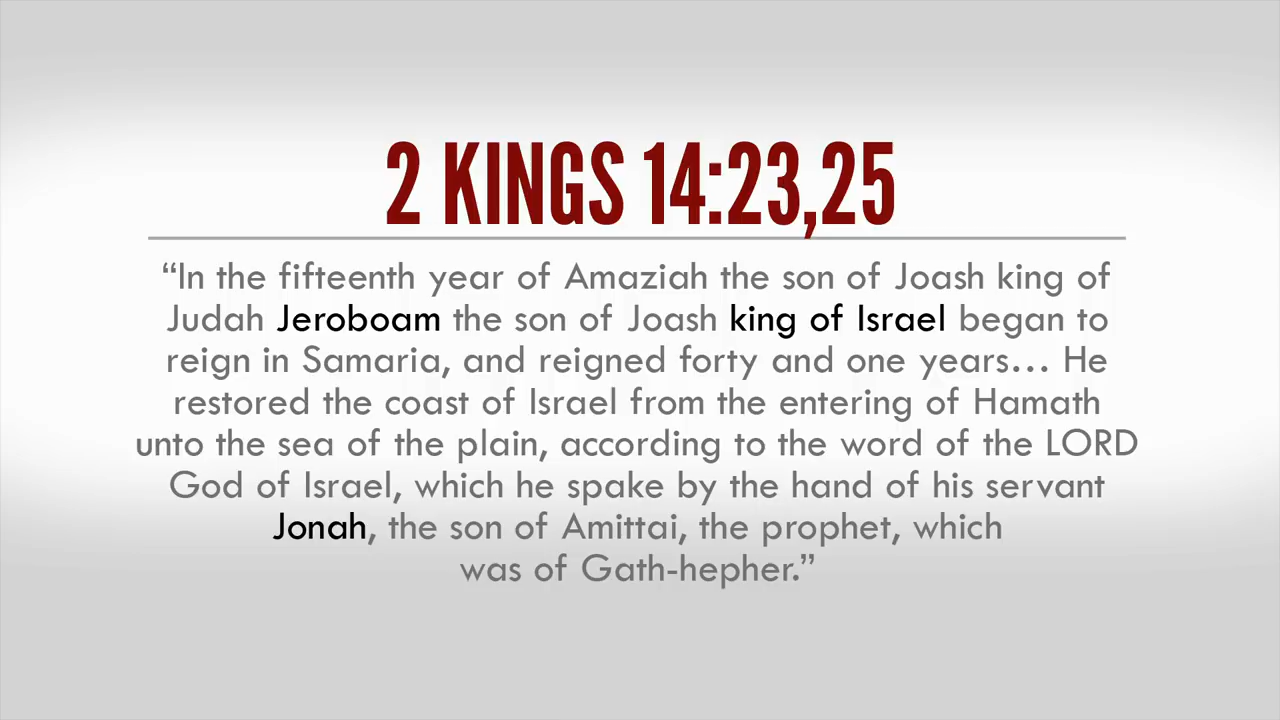 2 KINGS 14:23,25
“In the fifteenth year of Amaziah the son of Joash king of
Judah Jeroboam the son of Joash king of Israel began to
reign in Samaria, and reigned forty and one years… He
restored the coast of Israel from the entering of Hamath
unto the sea of the plain, according to the word of the LORD
God of Israel, which he spake by the hand of his servant
Jonah, the son of Amittai, the prophet, which
was of Gath-hepher.”